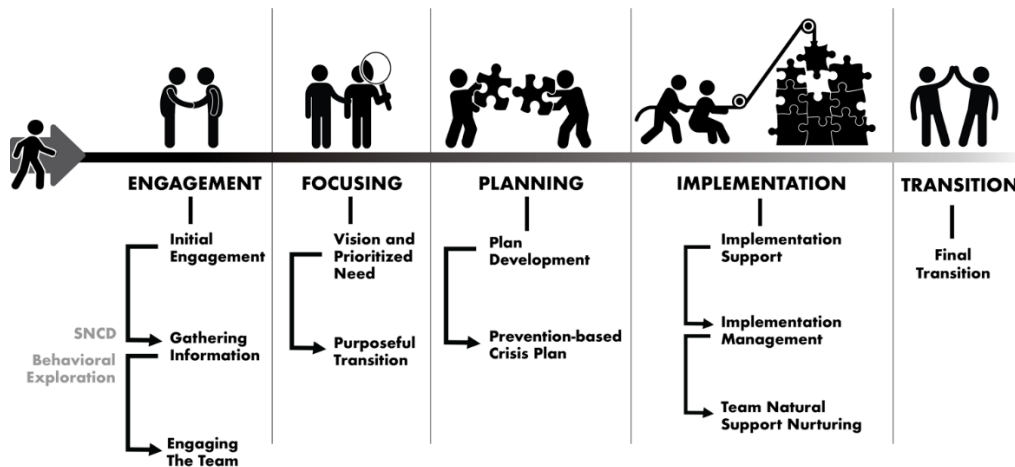 ENGAGEMENT
Initial
Engagement
SNCD
Behavioral
Exploration
Gathering
Information
Engaging
The Team
FOCUSING
Vision and
Prioritized
Need
Purposeful
Transition
PLANNING
Plan
Development
Prevention-based
Crisis Plan
IMPLEMENTATION
Implementation
Support
Implementation
Management
Team Natural
Support Nurturing
TRANSITION
Final
Transition